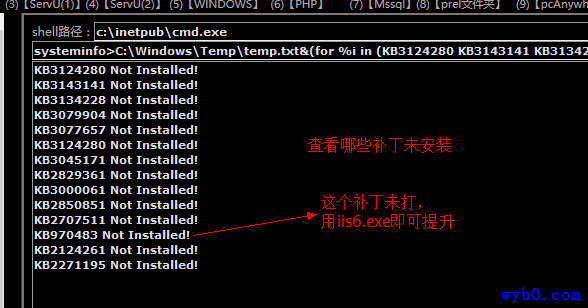 (3)【ServU(1)】 (4)【ServU(2)】 (5)【WINDOWS】 (6)【PHP】 (7)【Mssql】 (8)【prel文件夹】 (9)【pcAnywh
shell路径： c:\inetpub\cmd.exe
systeminfo>C:\Windows\Temp\temp.txt&(for %i in (KB3124280 KB3143141 KB31342
KB3124280 Not Installed!
KB3143141 Not Installed!
KB3134228 Not Installed!
KB3079904 Not Installed!
KB3077657 Not Installed!
KB3124280 Not Installed!
KB3045171 Not Installed!
KB2829361 Not Installed!
KB3000061 Not Installed!
KB2850851 Not Installed!
KB2707511 Not Installed!
KB970483 Not Installed!
KB2124261 Not Installed!
KB2271195 Not Installed!
查看哪些补丁未安装
这个补丁未打，
用iis6.exe即可提升
wyb0.com